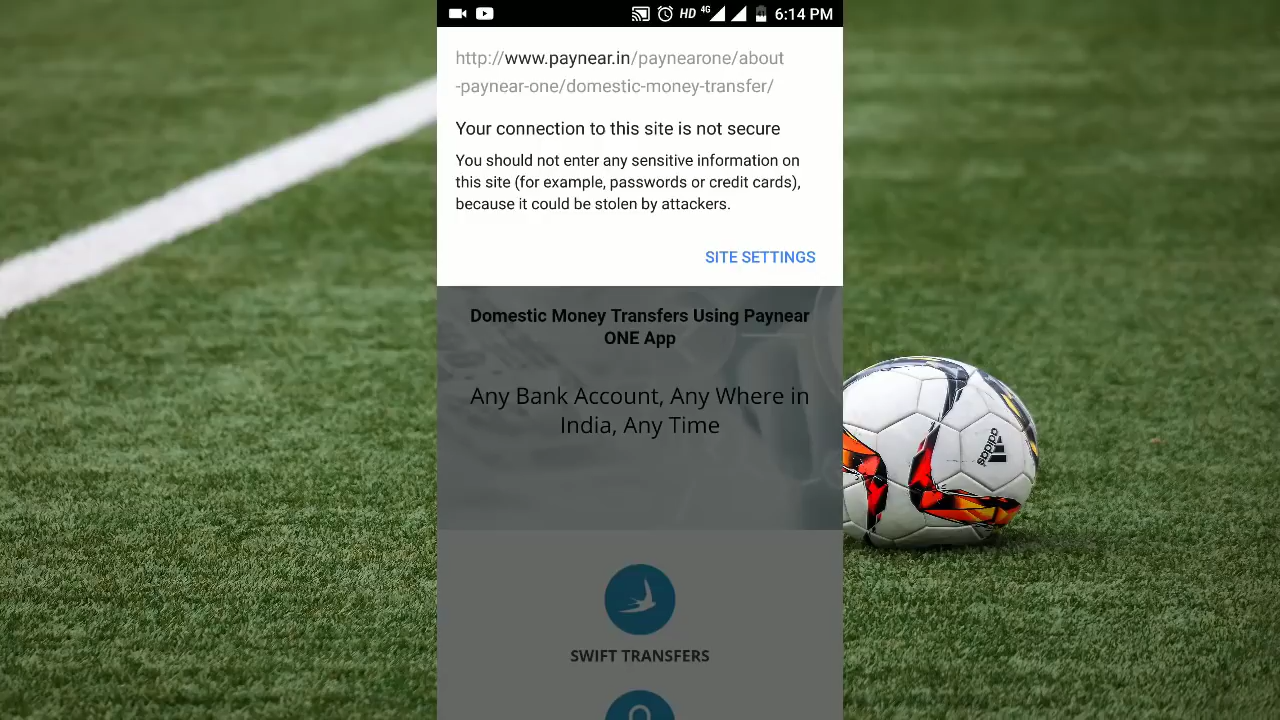 4G
HD
6:14 PM
http://www.paynear.in/paynearone/about
-paynear-one/domestic-money-transfer/
Your connection to this site is not secure
You should not enter any sensitive information on
this site (for example, passwords or credit cards),
because it could be stolen by attackers.
SITE SETTINGS
Domestic Money Transfers Using Paynear
ONE App
Any Bank Account, Any Where in
India, Any Time
adidas
SWIFT TRANSFERS